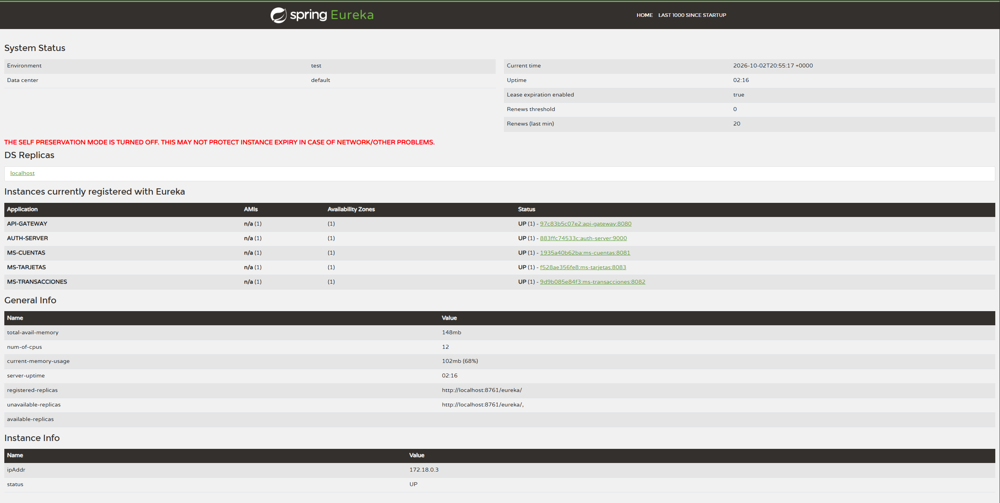 spring Eureka
HOME LAST 1000 SINCE STARTUP
System Status
Environment test
Data center default
Current time 2026-10-02T20:55:17 +0000
Uptime 02:16
Lease expiration enabled true
Renews threshold 0
Renews (last min) 20
THE SELF PRESERVATION MODE IS TURNED OFF. THIS MAY NOT PROTECT INSTANCE EXPIRY IN CASE OF NETWORK/OTHER PROBLEMS.
DS Replicas
localhost
Instances currently registered with Eureka
Application AMIs Availability Zones Status
API-GATEWAY n/a (1) (1) UP (1) - 97c83b5c07e2:api-gateway:8080
AUTH-SERVER n/a (1) (1) UP (1) - 883ffc74533c:auth-server:9000
MS-CUENTAS n/a (1) (1) UP (1) - 1935a40b62ba:ms-cuentas:8081
MS-TARJETAS n/a (1) (1) UP (1) - f528ae356fe8:ms-tarjetas:8083
MS-TRANSACCIONES n/a (1) (1) UP (1) - 9d9b085e84f3:ms-transacciones:8082
General Info
Name Value
total-avail-memory 148mb
num-of-cpus 12
current-memory-usage 102mb (68%)
server-uptime 02:16
registered-replicas http://localhost:8761/eureka/
unavailable-replicas http://localhost:8761/eureka/,
available-replicas
Instance Info
Name Value
ipAddr 172.18.0.3
status UP